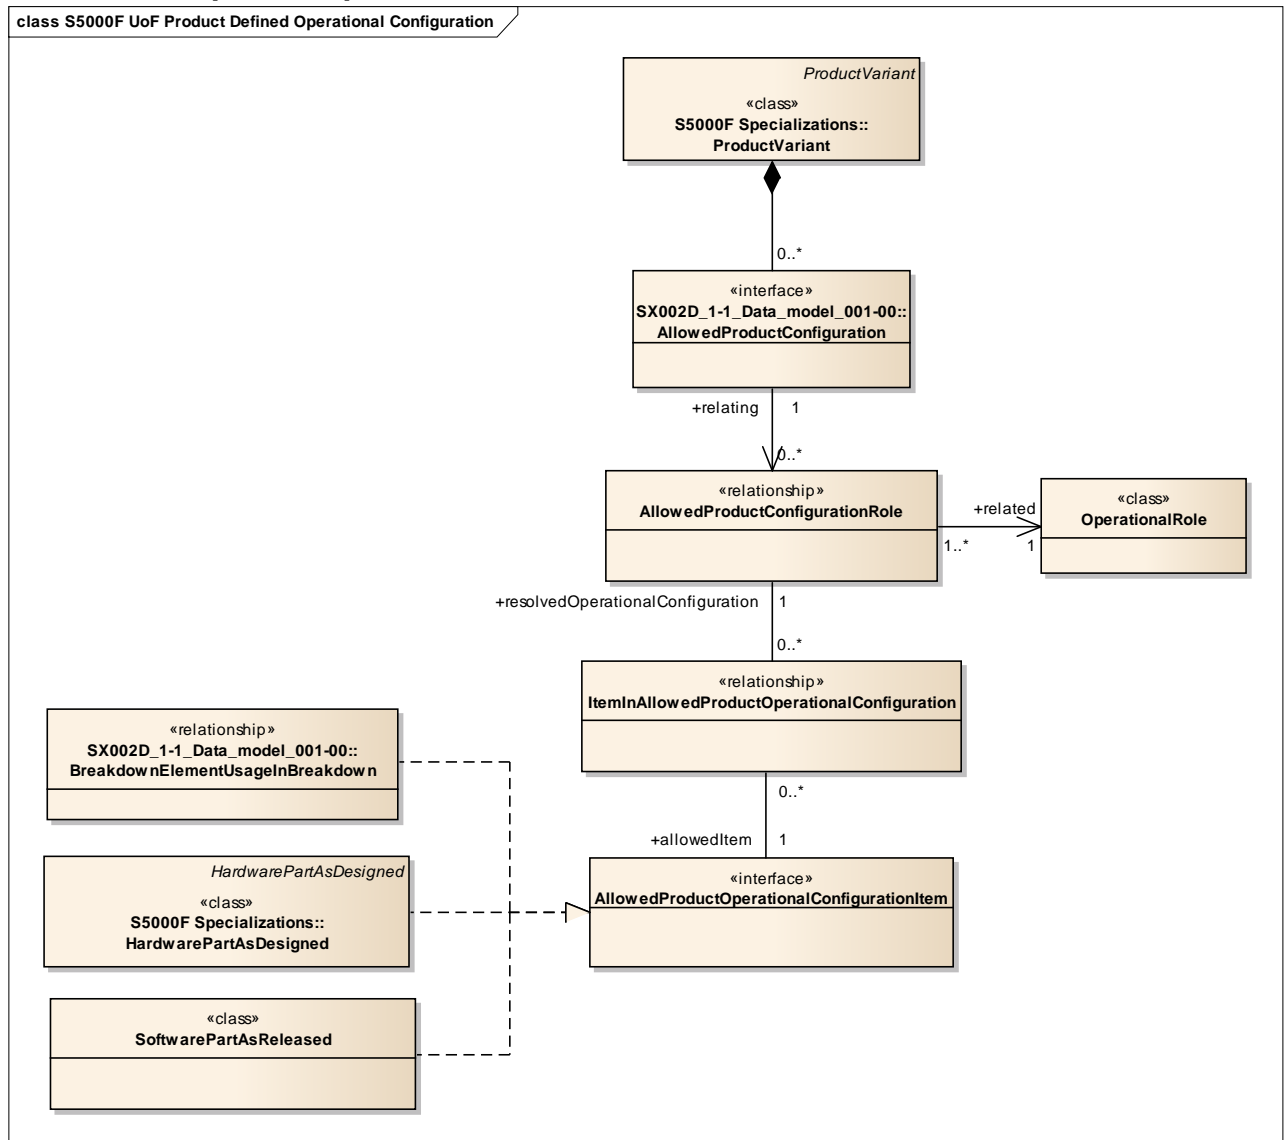 class S5000F UoF Product Defined Operational Configuration
ProductVariant
«class»
S5000F Specializations::
ProductVariant
0..*
«interface»
SX002D_1-1_Data_model_001-00::
AllowedProductConfiguration
+relating 1
0..*
«relationship»
AllowedProductConfigurationRole
+related
1..* 1
«class»
OperationalRole
+resolvedOperationalConfiguration 1
0..*
«relationship»
ItemInAllowedProductOperationalConfiguration
0..*
+allowedItem 1
«interface»
AllowedProductOperationalConfigurationItem
«relationship»
SX002D_1-1_Data_model_001-00::
BreakdownElementUsageInBreakdown
HardwarePartAsDesigned
«class»
S5000F Specializations::
HardwarePartAsDesigned
«class»
SoftwarePartAsReleased